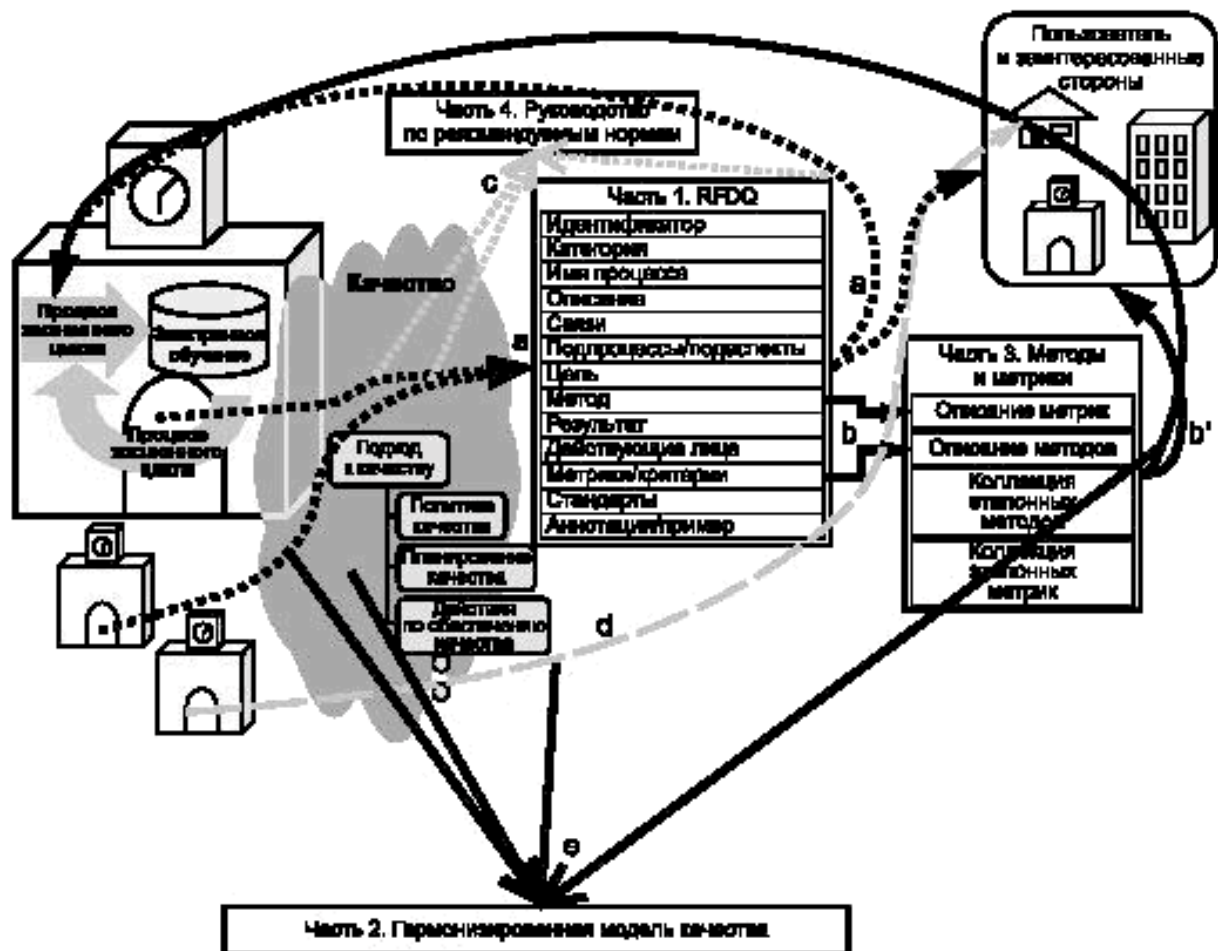 Пользователь
и заинтересованные
стороны
Часть 4. Руководство
по рекомендуемым нормам
c
Часть 1. RFDQ
Идентификатор
Категория
Имя процесса
Описание
Связи
Подпроцессы/подаспекты
Цель
Метод
Результат
Действующие лица
Метрики/критерии
Стандарты
Аннотация/пример
Качество
a
a
Процесс
жизненного
цикла
Электронное
обучение
Процесс
жизненного
цикла
Часть 3. Методы
и метрики
Описание метрик
Описание методов
Коллекция
эталонных
методов
Коллекция
эталонных
метрик
b
b'
Подход
к качеству
Политика
качества
Планирование
качества
Действия
по обеспечению
качества
d
e
Часть 2. Гармонизированная модель качества